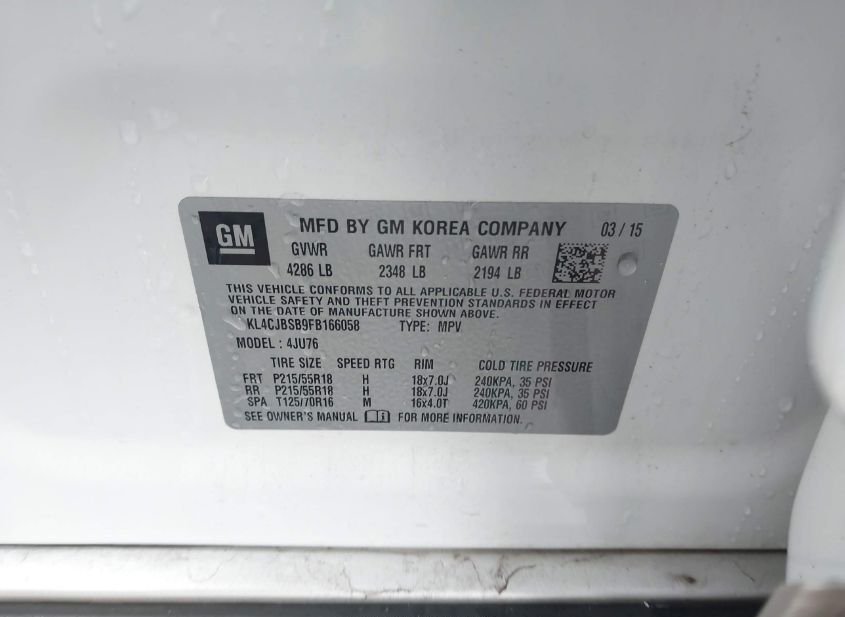 GM MFD BY GM KOREA COMPANY 03 / 15
GVWR GAWR FRT GAWR RR
4286 LB 2348 LB 2194 LB
THIS VEHICLE CONFORMS TO ALL APPLICABLE U.S. FEDERAL MOTOR
VEHICLE SAFETY AND THEFT PREVENTION STANDARDS IN EFFECT
ON DATE OF MANUFACTURE SHOWN ABOVE.
KL4CJBSB9FB166058 TYPE: MPV
MODEL : 4JU76
TIRE SIZE SPEED RTG RIM COLD TIRE PRESSURE
FRT P215/55R18 H 18x7.0J 240KPA, 35 PSI
RR P215/55R18 H 18x7.0J 240KPA, 35 PSI
SPA T125/70R16 M 16x4.0T 420KPA, 60 PSI
SEE OWNER'S MANUAL FOR MORE INFORMATION.